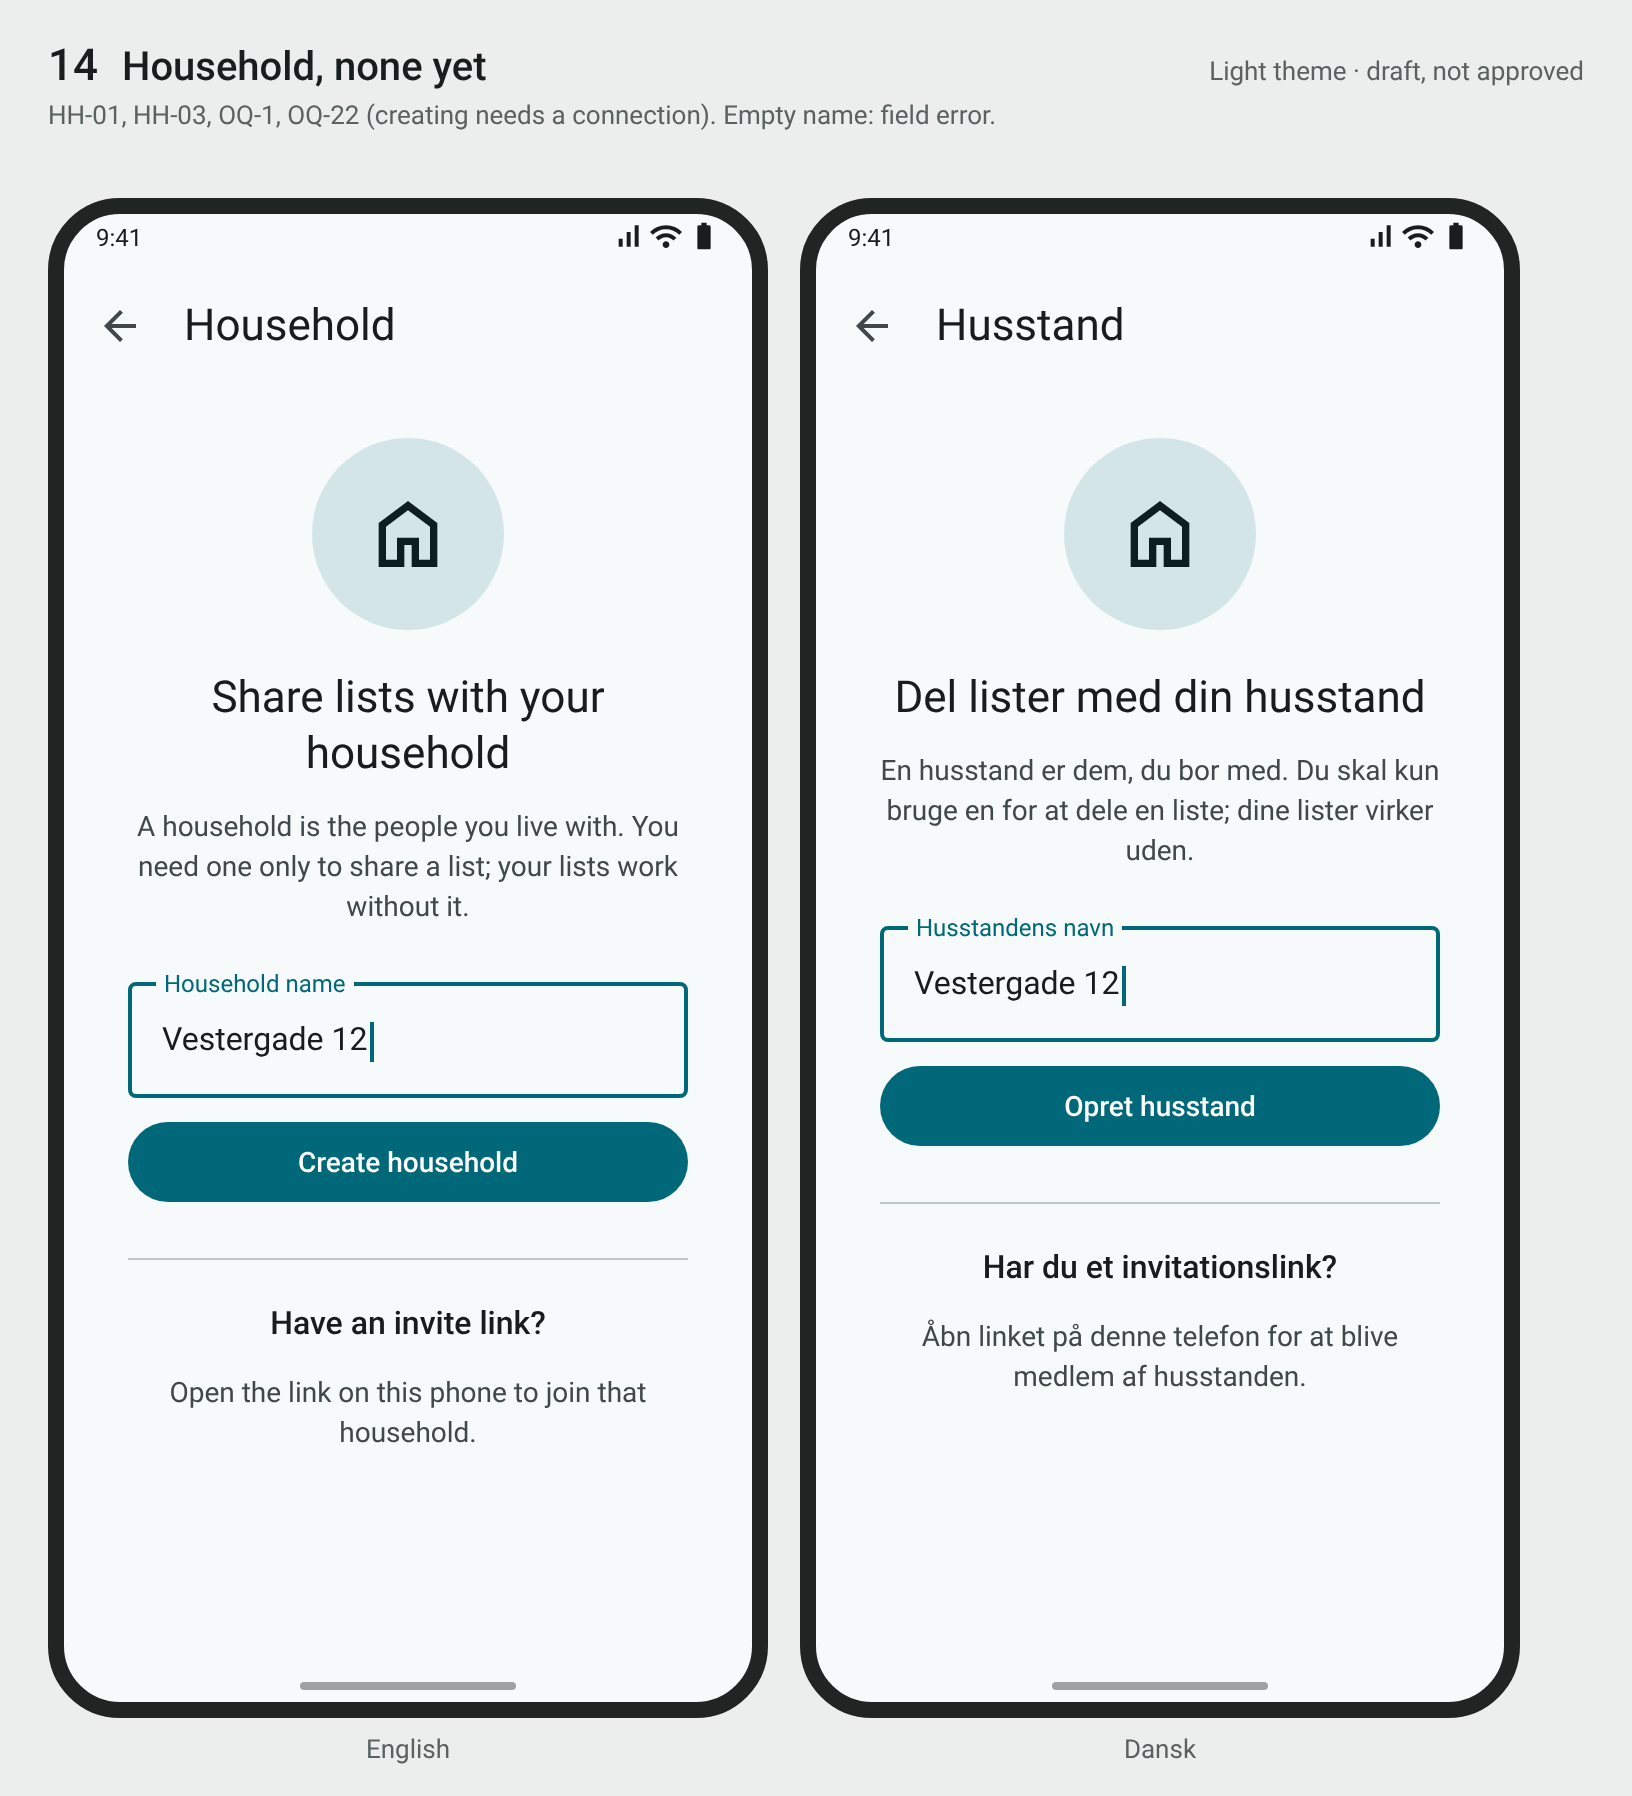 14 Household, none yet
Light theme · draft, not approved
HH-01, HH-03, OQ-1, OQ-22 (creating needs a connection). Empty name: field error.
9:41
Household
Share lists with your
household
A household is the people you live with. You
need one only to share a list; your lists work
without it.
Household name
Vestergade 12
Create household
Have an invite link?
Open the link on this phone to join that
household.
English
9:41
Husstand
Del lister med din husstand
En husstand er dem, du bor med. Du skal kun
bruge en for at dele en liste; dine lister virker
uden.
Husstandens navn
Vestergade 12
Opret husstand
Har du et invitationslink?
Åbn linket på denne telefon for at blive
medlem af husstanden.
Dansk